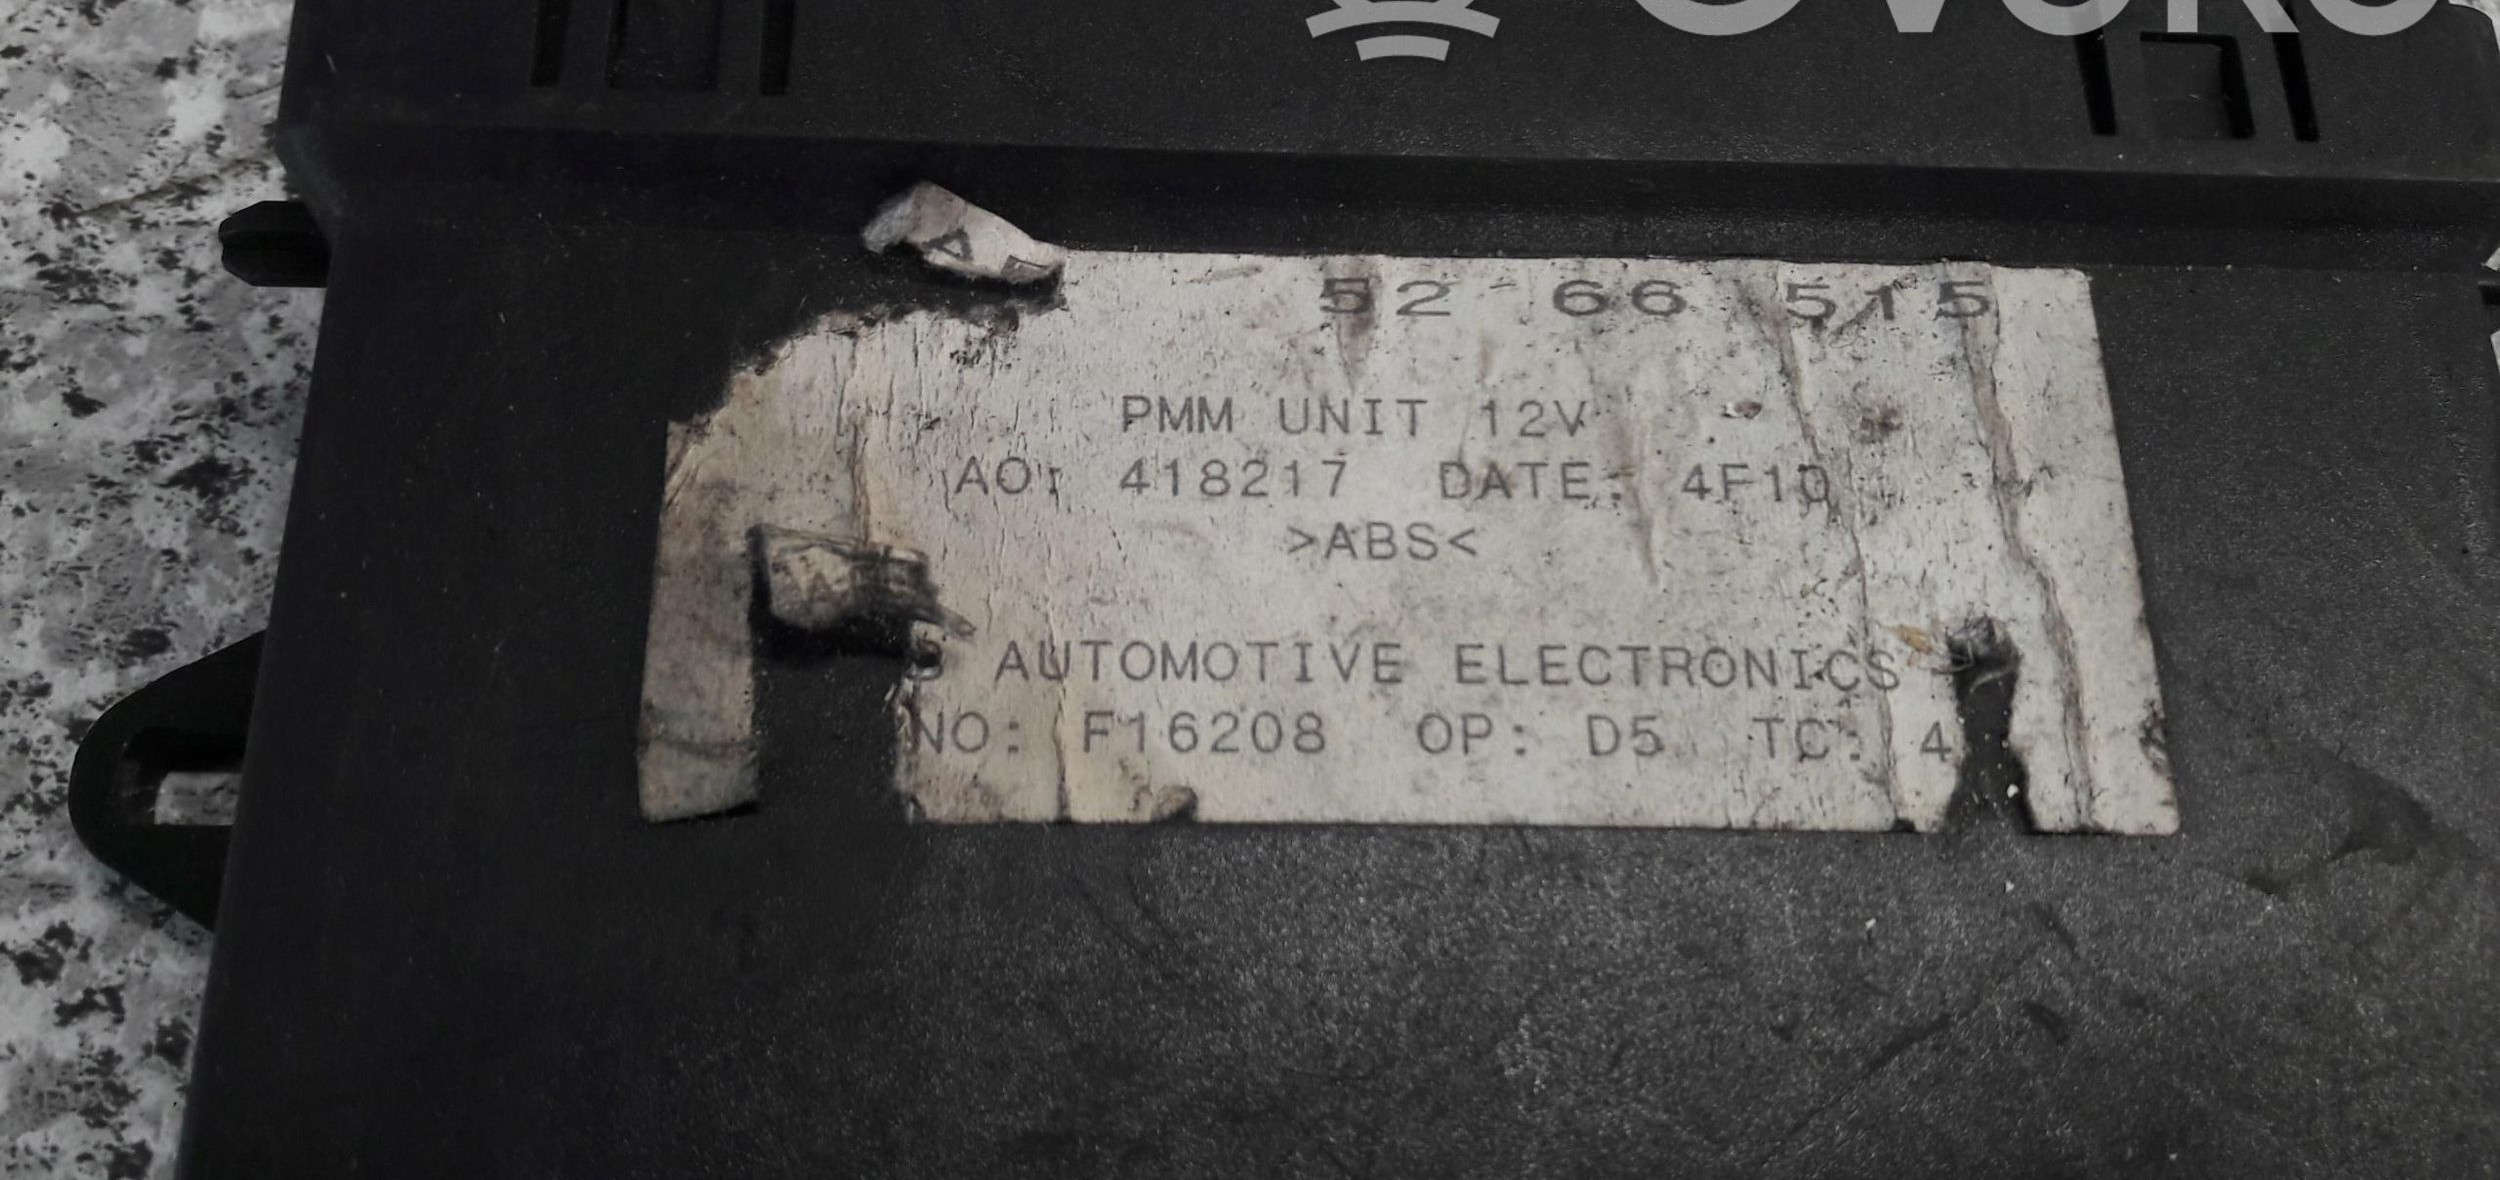 52 66 515
PMM UNIT 12V
AO: 418217 DATE: 4F10
>ABS<
S AUTOMOTIVE ELECTRONICS
NO: F16208 OP: D5 TC: 4